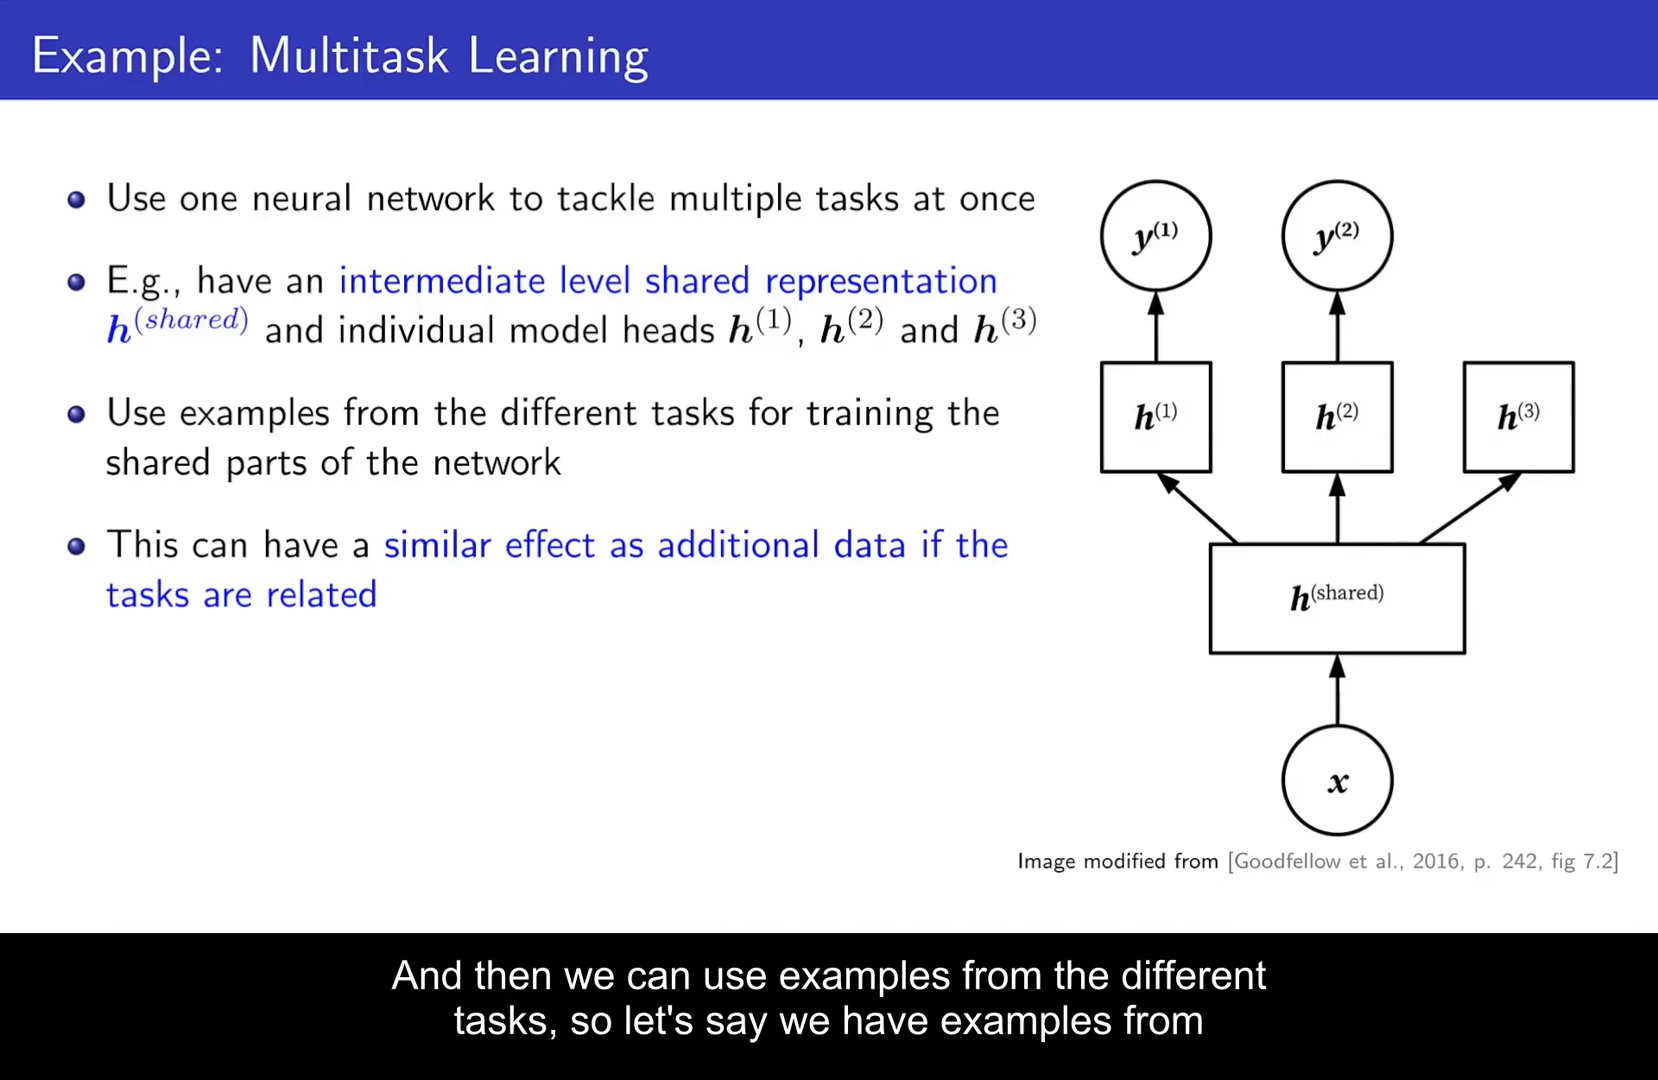 Example: Multitask Learning
Use one neural network to tackle multiple tasks at once
E.g., have an intermediate level shared representation
h(shared) and individual model heads h(1), h(2) and h(3)
Use examples from the different tasks for training the
shared parts of the network
This can have a similar effect as additional data if the
tasks are related
y(1) y(2)
h(1) h(2) h(3)
h(shared)
x
Image modified from [Goodfellow et al., 2016, p. 242, fig 7.2]
And then we can use examples from the different
tasks, so let's say we have examples from